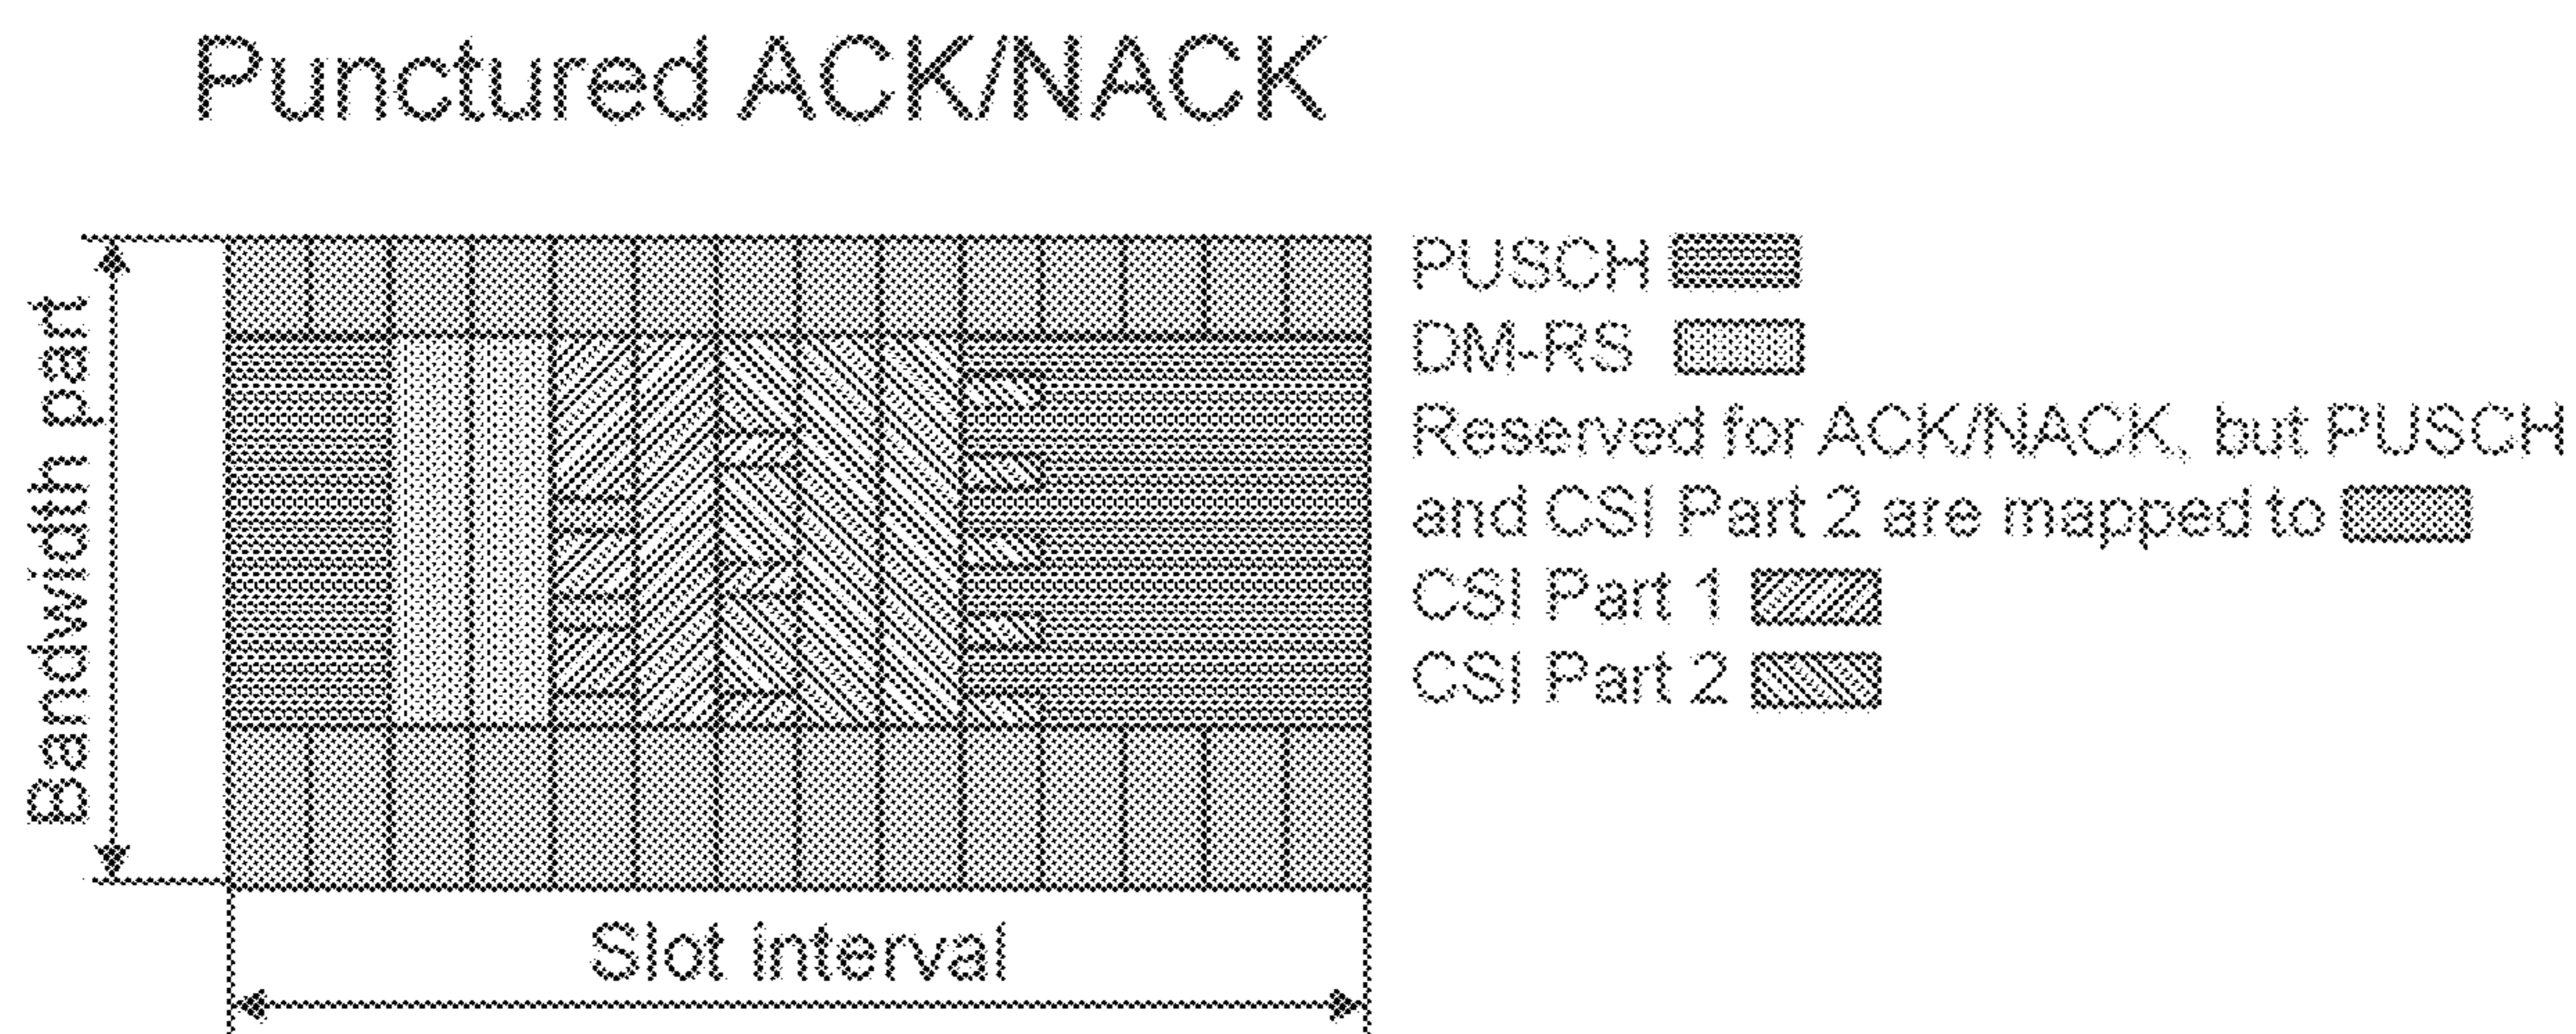 Punctured ACK/NACK
Bandwidth part
PUSCH
DM-RS
Reserved for ACK/NACK, but PUSCH
and CSI Part 2 are mapped to
CSI Part 1
CSI Part 2
Slot interval